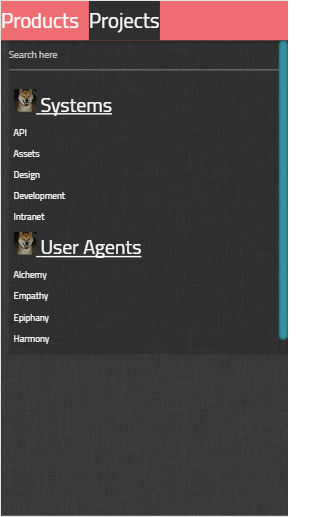 Products Projects
Search here
Systems
API
Assets
Design
Development
Intranet
User Agents
Alchemy
Empathy
Epiphany
Harmony